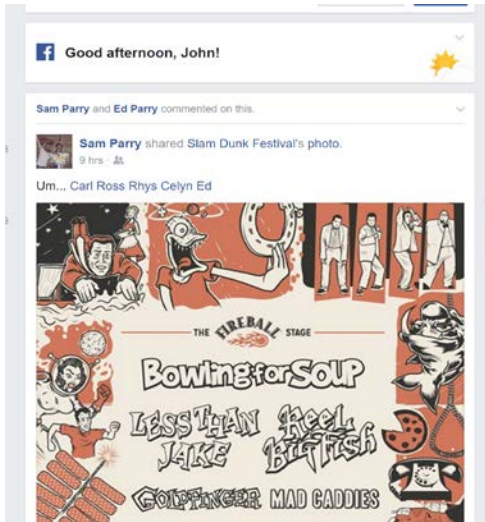 Good afternoon, John!
Sam Parry and Ed Parry commented on this.
Sam Parry shared Slam Dunk Festival's photo.
9 hrs ·
Um... Carl Ross Rhys Celyn Ed
THE FIREBALL STAGE
Bowling for Soup
LESS THAN JAKE
Reel Big Fish
GOLDFINGER MAD CADDIES